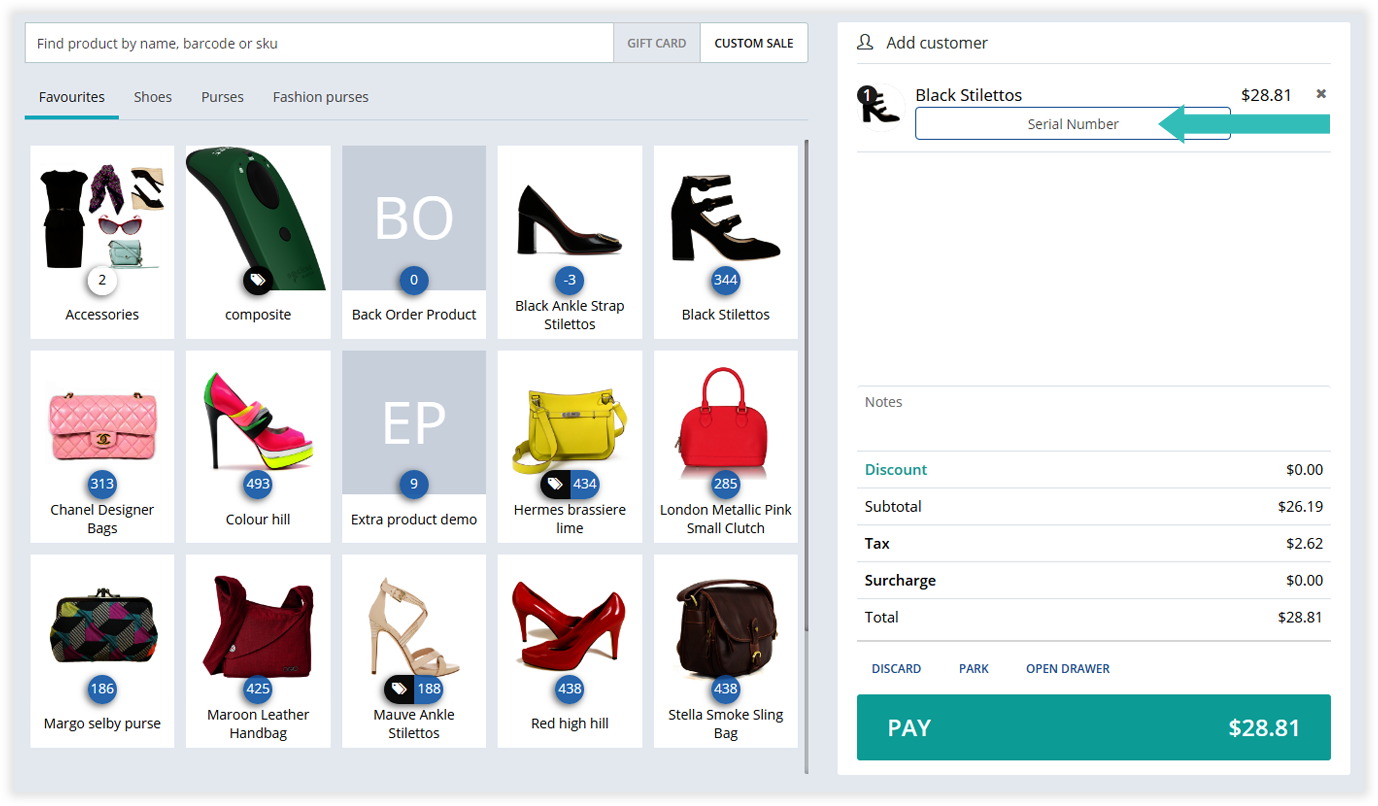 Find product by name, barcode or sku
GIFT CARD
CUSTOM SALE
Favourites
Shoes
Purses
Fashion purses
2
Accessories
composite
BO
0
Back Order Product
-3
Black Ankle Strap
Stilettos
344
Black Stilettos
313
Chanel Designer
Bags
493
Colour hill
EP
9
Extra product demo
434
Hermes brassiere
lime
285
London Metallic Pink
Small Clutch
186
Margo selby purse
425
Maroon Leather
Handbag
188
Mauve Ankle
Stilettos
438
Red high hill
438
Stella Smoke Sling
Bag
Add customer
1
Black Stilettos $28.81
Serial Number
Notes
Discount $0.00
Subtotal $26.19
Tax $2.62
Surcharge $0.00
Total $28.81
DISCARD PARK OPEN DRAWER
PAY $28.81